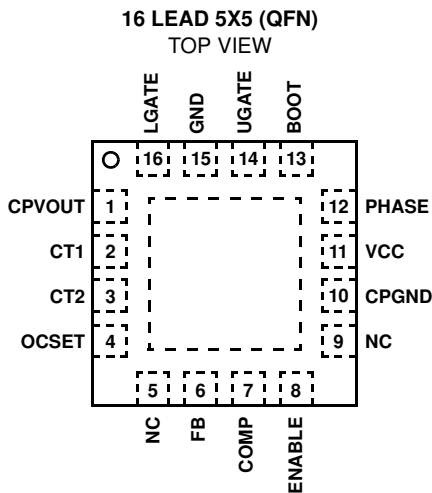 16 LEAD 5X5 (QFN)
TOP VIEW
LGATE
GND
UGATE
BOOT
16 15 14 13
CPVOUT 1
CT1 2
CT2 3
OCSET 4
12 PHASE
11 VCC
10 CPGND
9 NC
5 6 7 8
NC
FB
COMP
ENABLE